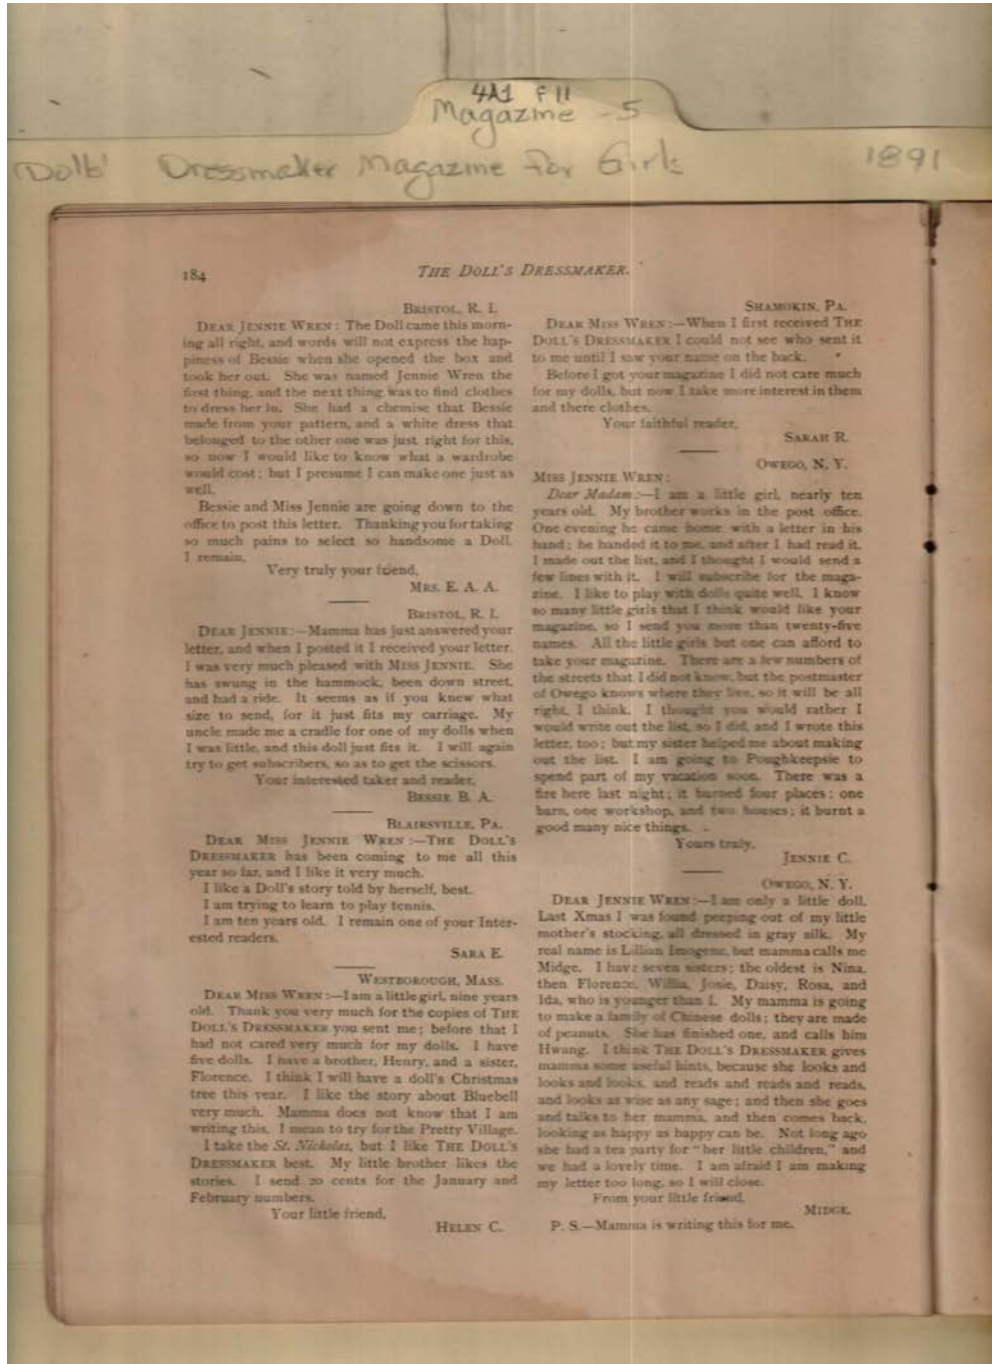 4A1 F11
Magazine - 5
Dolls' Dressmaker Magazine for Girls 1891
184
THE DOLL'S DRESSMAKER.
BRISTOL, R. I.
DEAR JENNIE WREN: The Doll came this morn-
ing all right, and words will not express the hap-
piness of Bessie when she opened the box and
took her out. She was named Jennie Wren the
first thing, and the next thing was to find clothes
to dress her in. She had a chemise that Bessie
made from your pattern, and a white dress that
belonged to the other one was just right for this,
so now I would like to know what a wardrobe
would cost; but I presume I can make one just as
well.
Bessie and Miss Jennie are going down to the
office to post this letter. Thanking you for taking
so much pains to select so handsome a Doll.
I remain,
Very truly your friend,
MRS. E. A. A.
BRISTOL, R. I.
DEAR JENNIE:—Mamma has just answered your
letter, and when I posted it I received your letter.
I was very much pleased with MISS JENNIE. She
has swung in the hammock, been down street,
and had a ride. It seems as if you knew what
size to send, for it just fits my carriage. My
uncle made me a cradle for one of my dolls when
I was little, and this doll just fits it. I will again
try to get subscribers, so as to get the scissors.
Your interested taker and reader,
BESSIE B. A.
BLAIRSVILLE, PA.
DEAR MISS JENNIE WREN:—THE DOLL'S
DRESSMAKER has been coming to me all this
year so far, and I like it very much.
I like a Doll's story told by herself, best.
I am trying to learn to play tennis.
I am ten years old. I remain one of your Inter-
ested readers.
SARA E.
WESTBOROUGH, MASS.
DEAR MISS WREN:—I am a little girl, nine years
old. Thank you very much for the copies of THE
DOLL'S DRESSMAKER you sent me; before that I
had not cared very much for my dolls. I have
five dolls. I have a brother, Henry, and a sister,
Florence. I think I will have a doll's Christmas
tree this year. I like the story about Bluebell
very much. Mamma does not know that I am
writing this. I mean to try for the Pretty Village.
I take the St. Nicholas, but I like THE DOLL'S
DRESSMAKER best. My little brother likes the
stories. I send 20 cents for the January and
February numbers.
Your little friend,
HELEN C.
SHAMOKIN, PA.
DEAR MISS WREN:—When I first received THE
DOLL'S DRESSMAKER I could not see who sent it
to me until I saw your name on the back.
Before I got your magazine I did not care much
for my dolls, but now I take more interest in them
and there clothes.
Your faithful reader,
SARAH R.
OWEGO, N. Y.
MISS JENNIE WREN:
Dear Madam:—I am a little girl, nearly ten
years old. My brother works in the post office.
One evening he came home with a letter in his
hand; he handed it to me, and after I had read it,
I made out the list, and I thought I would send a
few lines with it. I will subscribe for the maga-
zine. I like to play with dolls quite well. I know
so many little girls that I think would like your
magazine, so I send you more than twenty-five
names. All the little girls but one can afford to
take your magazine. There are a few numbers of
the streets that I did not know, but the postmaster
of Owego knows where they live, so it will be all
right, I think. I thought you would rather I
would write out the list, so I did, and I wrote this
letter, too; but my sister helped me about making
out the list. I am going to Poughkeepsie to
spend part of my vacation soon. There was a
fire here last night; it burned four places: one
barn, one workshop, and two houses; it burnt a
good many nice things.
Yours truly,
JENNIE C.
OWEGO, N. Y.
DEAR JENNIE WREN:—I am only a little doll.
Last Xmas I was found peeping out of my little
mother's stocking, all dressed in gray silk. My
real name is Lillian Imogene, but mamma calls me
Midge. I have seven sisters; the oldest is Nina,
then Florence, Willia, Josie, Daisy, Rosa, and
Ida, who is younger than I. My mamma is going
to make a family of Chinese dolls; they are made
of peanuts. She has finished one, and calls him
Hwang. I think THE DOLL'S DRESSMAKER gives
mamma some useful hints, because she looks and
looks and looks, and reads and reads and reads,
and looks as wise as any sage; and then she goes
and talks to her mamma, and then comes back,
looking as happy as happy can be. Not long ago
she had a tea party for "her little children," and
we had a lovely time. I am afraid I am making
my letter too long, so I will close.
From your little friend,
MIDGE.
P. S.—Mamma is writing this for me.